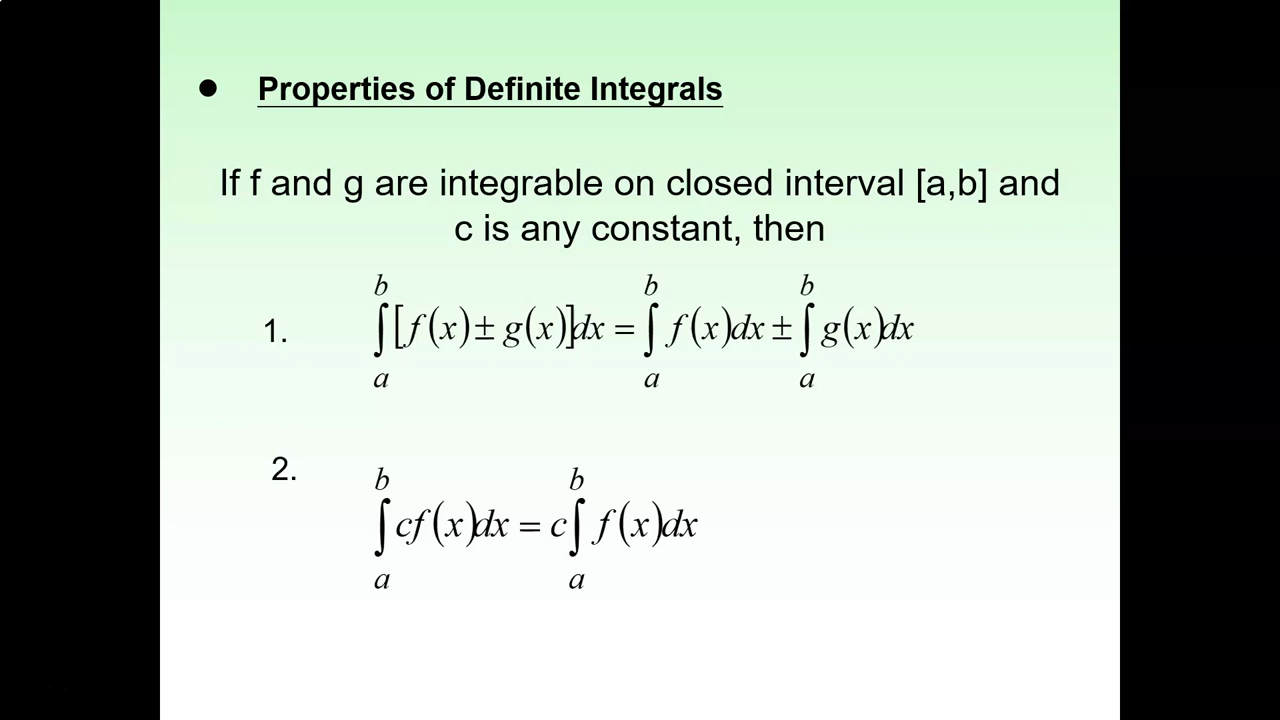 ● Properties of Definite Integrals
If f and g are integrable on closed interval [a,b] and
c is any constant, then
1. ∫_a^b [f(x) ± g(x)]dx = ∫_a^b f(x)dx ± ∫_a^b g(x)dx
2. ∫_a^b cf(x)dx = c∫_a^b f(x)dx